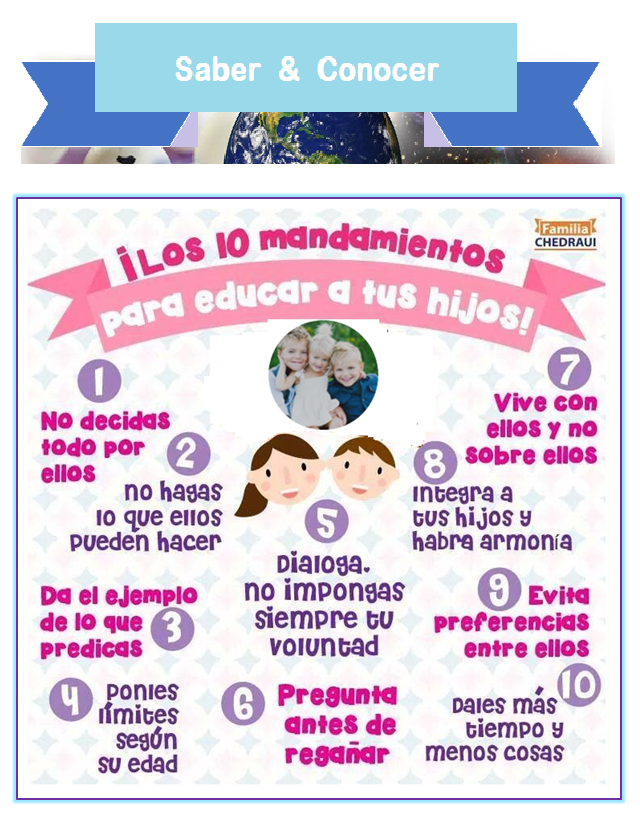 Saber & Conocer
Familia
CHEDRAUI
¡Los 10 mandamientos
para educar a tus hijos!
1
No decidas
todo por
ellos
2
no hagas
lo que ellos
pueden hacer
Da el ejemplo
de lo que
predicas
3
4
Ponles
límites
según
su edad
5
Dialoga.
no impongas
siempre tu
voluntad
6
Pregunta
antes de
regañar
7
Vive con
ellos y no
sobre ellos
8
Integra a
tus hijos y
habra armonía
9
Evita
preferencias
entre ellos
10
Dales más
tiempo y
menos cosas